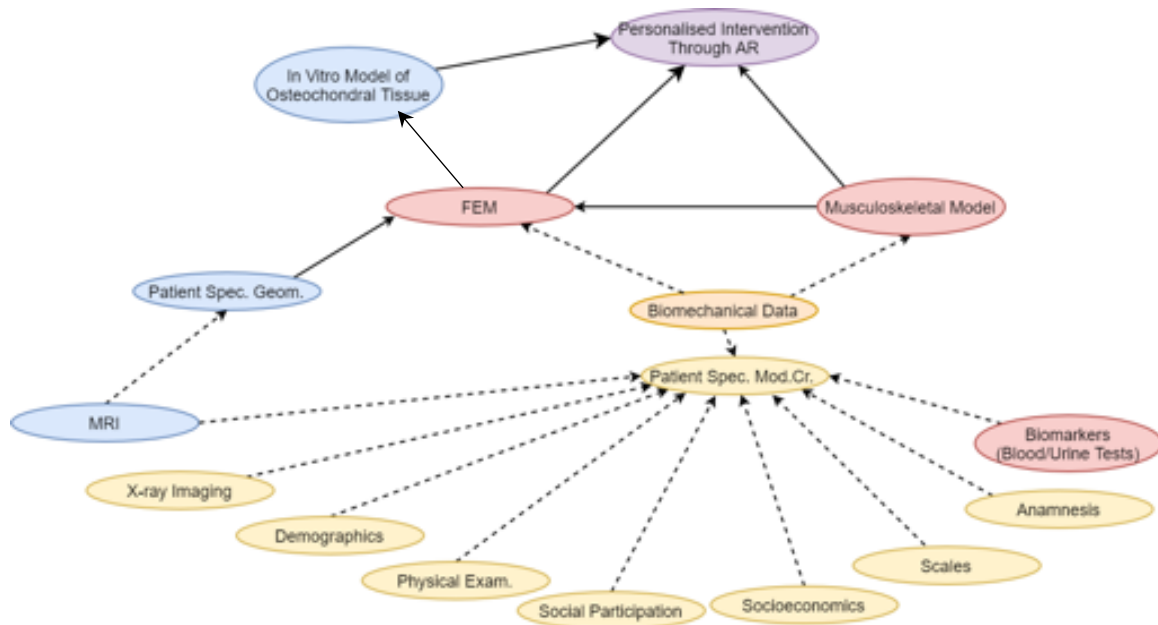 Personalised Intervention
Through AR
In Vitro Model of
Osteochondral Tissue
FEM
Musculoskeletal Model
Patient Spec. Geom.
Biomechanical Data
Patient Spec. Mod.Cr.
MRI
Biomarkers
(Blood/Urine Tests)
X-ray Imaging
Anamnesis
Demographics
Scales
Physical Exam.
Social Participation
Socioeconomics